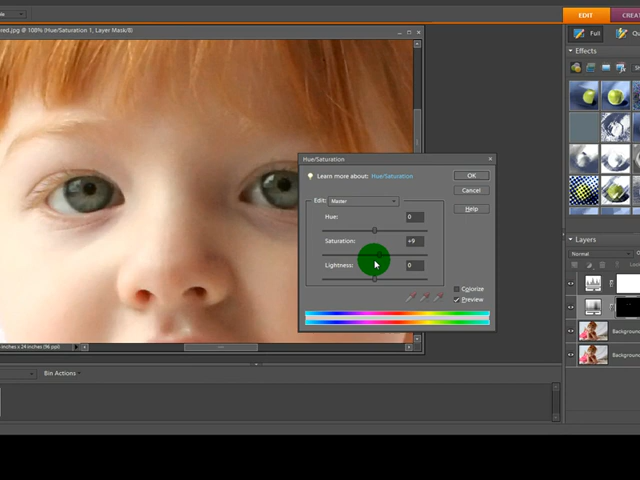 EDIT
CREA
red.jpg @ 108% (Hue/Saturation 1, Layer Mask/8)
Full
Qu
Effects
Hue/Saturation
Learn more about: Hue/Saturation
OK
Cancel
Help
Edit: Master
Hue: 0
Saturation: +9
Lightness: 0
Colorize
Preview
Layers
Normal
Background
Background
inches x 24 inches (96 ppi)
Bin Actions